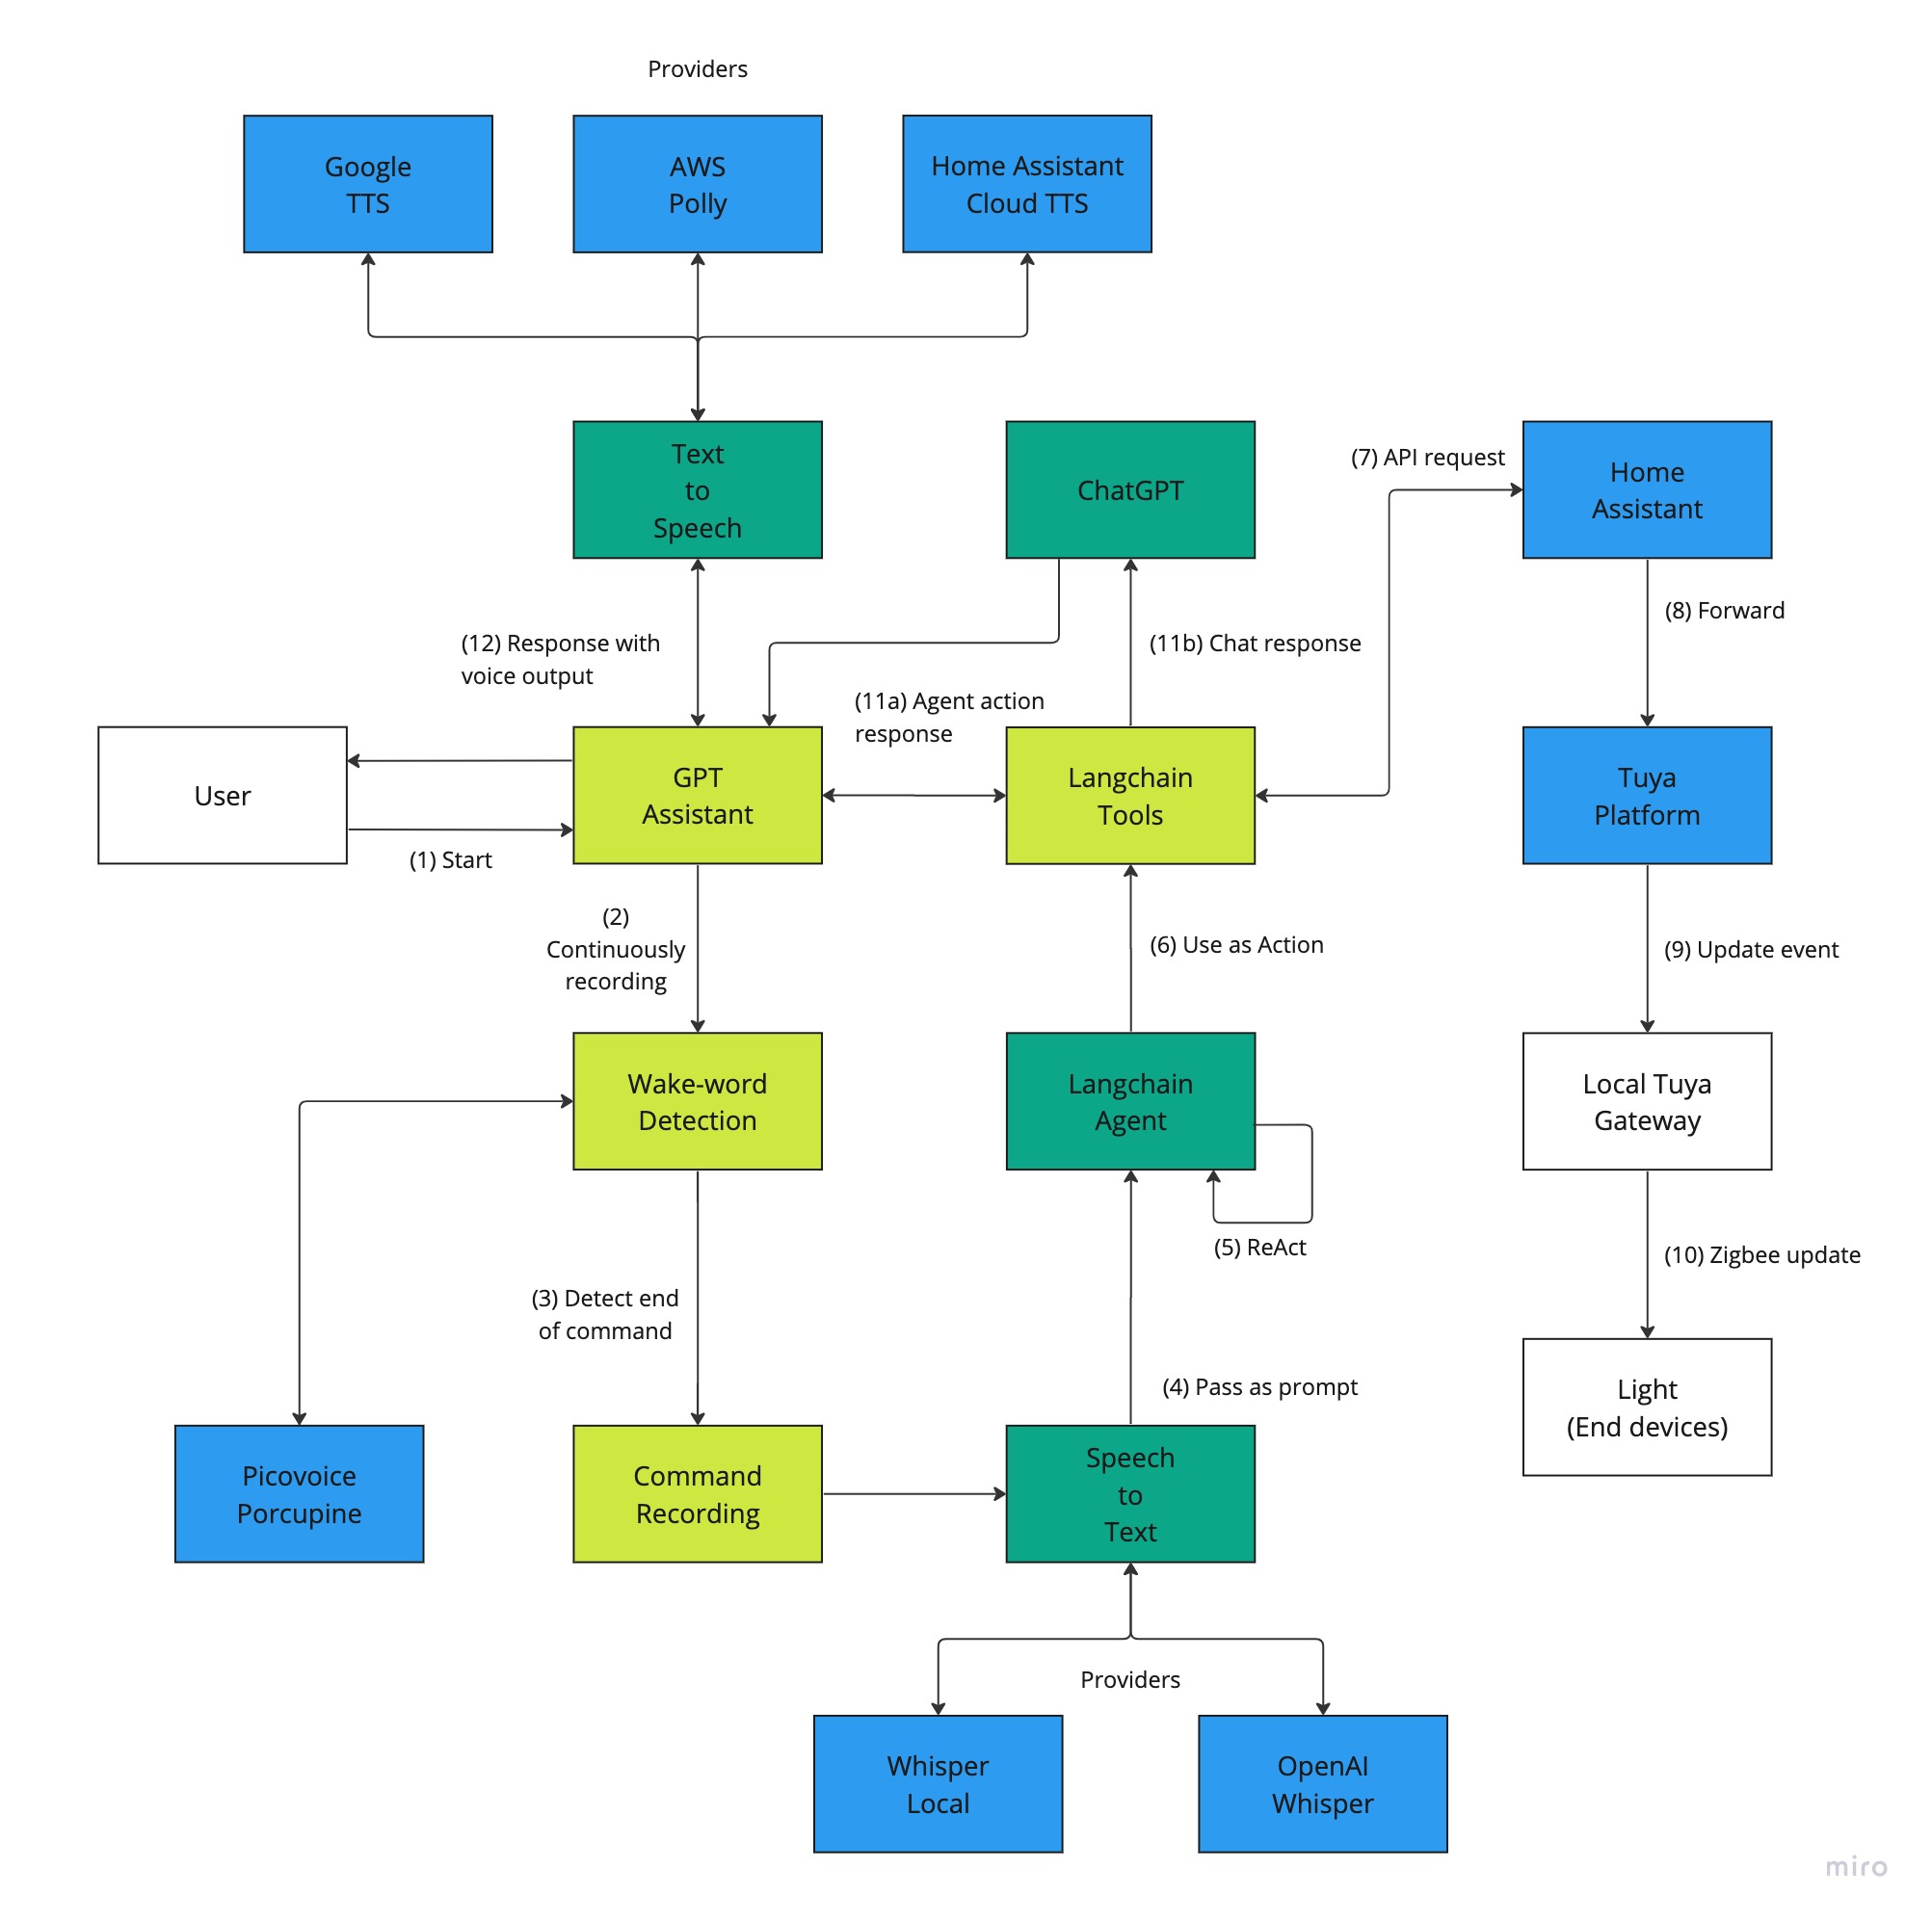 Providers
Google
TTS
AWS
Polly
Home Assistant
Cloud TTS
Text
to
Speech
ChatGPT
(7) API request
Home
Assistant
(8) Forward
(12) Response with
voice output
(11b) Chat response
(11a) Agent action
response
User
GPT
Assistant
Langchain
Tools
Tuya
Platform
(1) Start
(2)
Continuously
recording
(6) Use as Action
(9) Update event
Wake-word
Detection
Langchain
Agent
Local Tuya
Gateway
(5) ReAct
(10) Zigbee update
(3) Detect end
of command
(4) Pass as prompt
Light
(End devices)
Picovoice
Porcupine
Command
Recording
Speech
to
Text
Providers
Whisper
Local
OpenAI
Whisper
miro